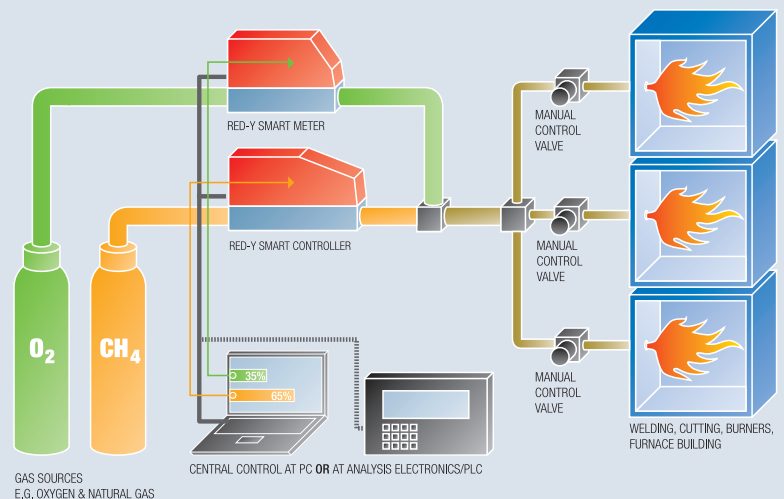 RED-Y SMART METER
MANUAL
CONTROL
VALVE
RED-Y SMART CONTROLLER
MANUAL
CONTROL
VALVE
O2
CH4
35%
65%
MANUAL
CONTROL
VALVE
WELDING, CUTTING, BURNERS,
FURNACE BUILDING
CENTRAL CONTROL AT PC OR AT ANALYSIS ELECTRONICS/PLC
GAS SOURCES
E,G, OXYGEN & NATURAL GAS